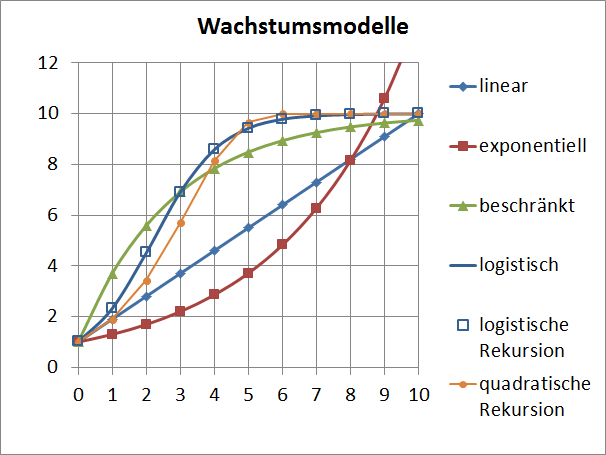 Wachstumsmodelle
12
10
8
6
4
2
0
0 1 2 3 4 5 6 7 8 9 10
linear
exponentiell
beschränkt
logistisch
logistische
Rekursion
quadratische
Rekursion